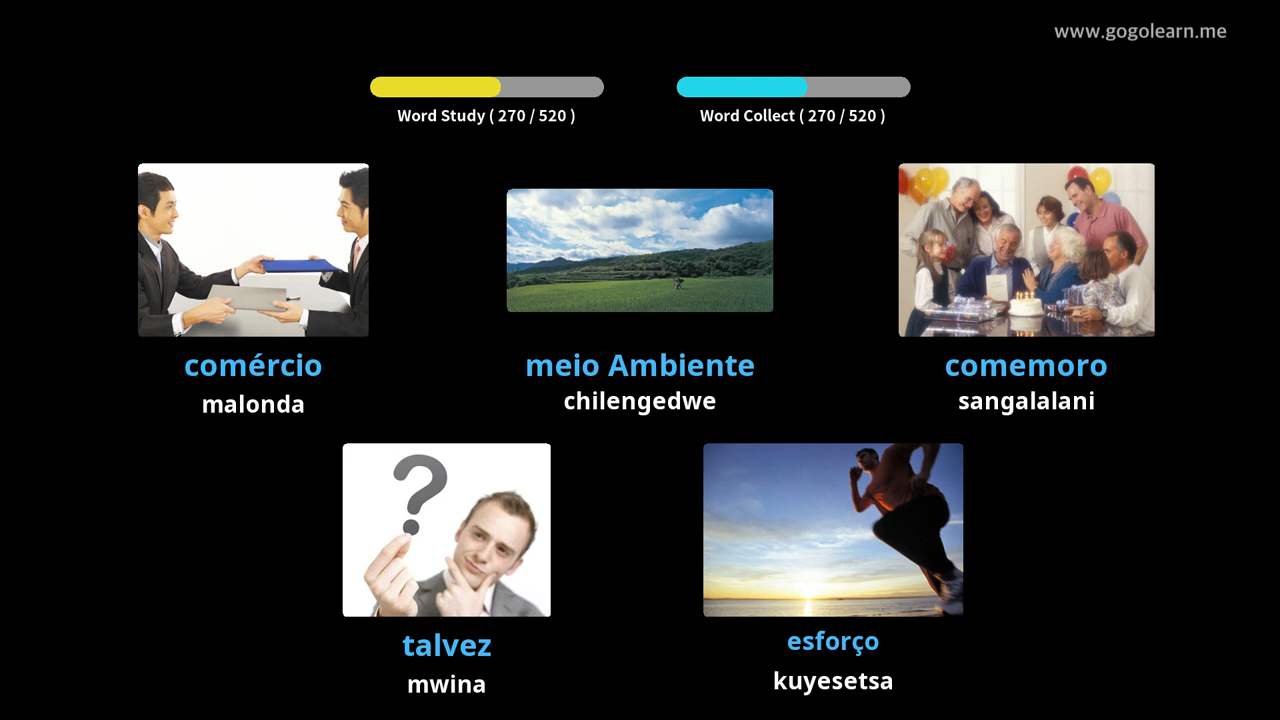 www.gogolearn.me
Word Study ( 270 / 520 )
Word Collect ( 270 / 520 )
comércio
malonda
meio Ambiente
chilengedwe
comemoro
sangalalani
talvez
mwina
esforço
kuyesetsa